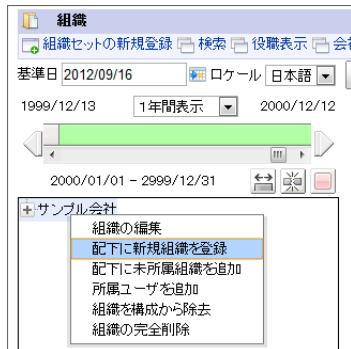 組織
組織セットの新規登録 検索 役職表示 会
基準日 2012/09/16 ロケール 日本語
1999/12/13 1年間表示 2000/12/12
2000/01/01 - 2999/12/31
サンプル会社
組織の編集
配下に新規組織を登録
配下に未所属組織を追加
所属ユーザを追加
組織を構成から除去
組織の完全削除